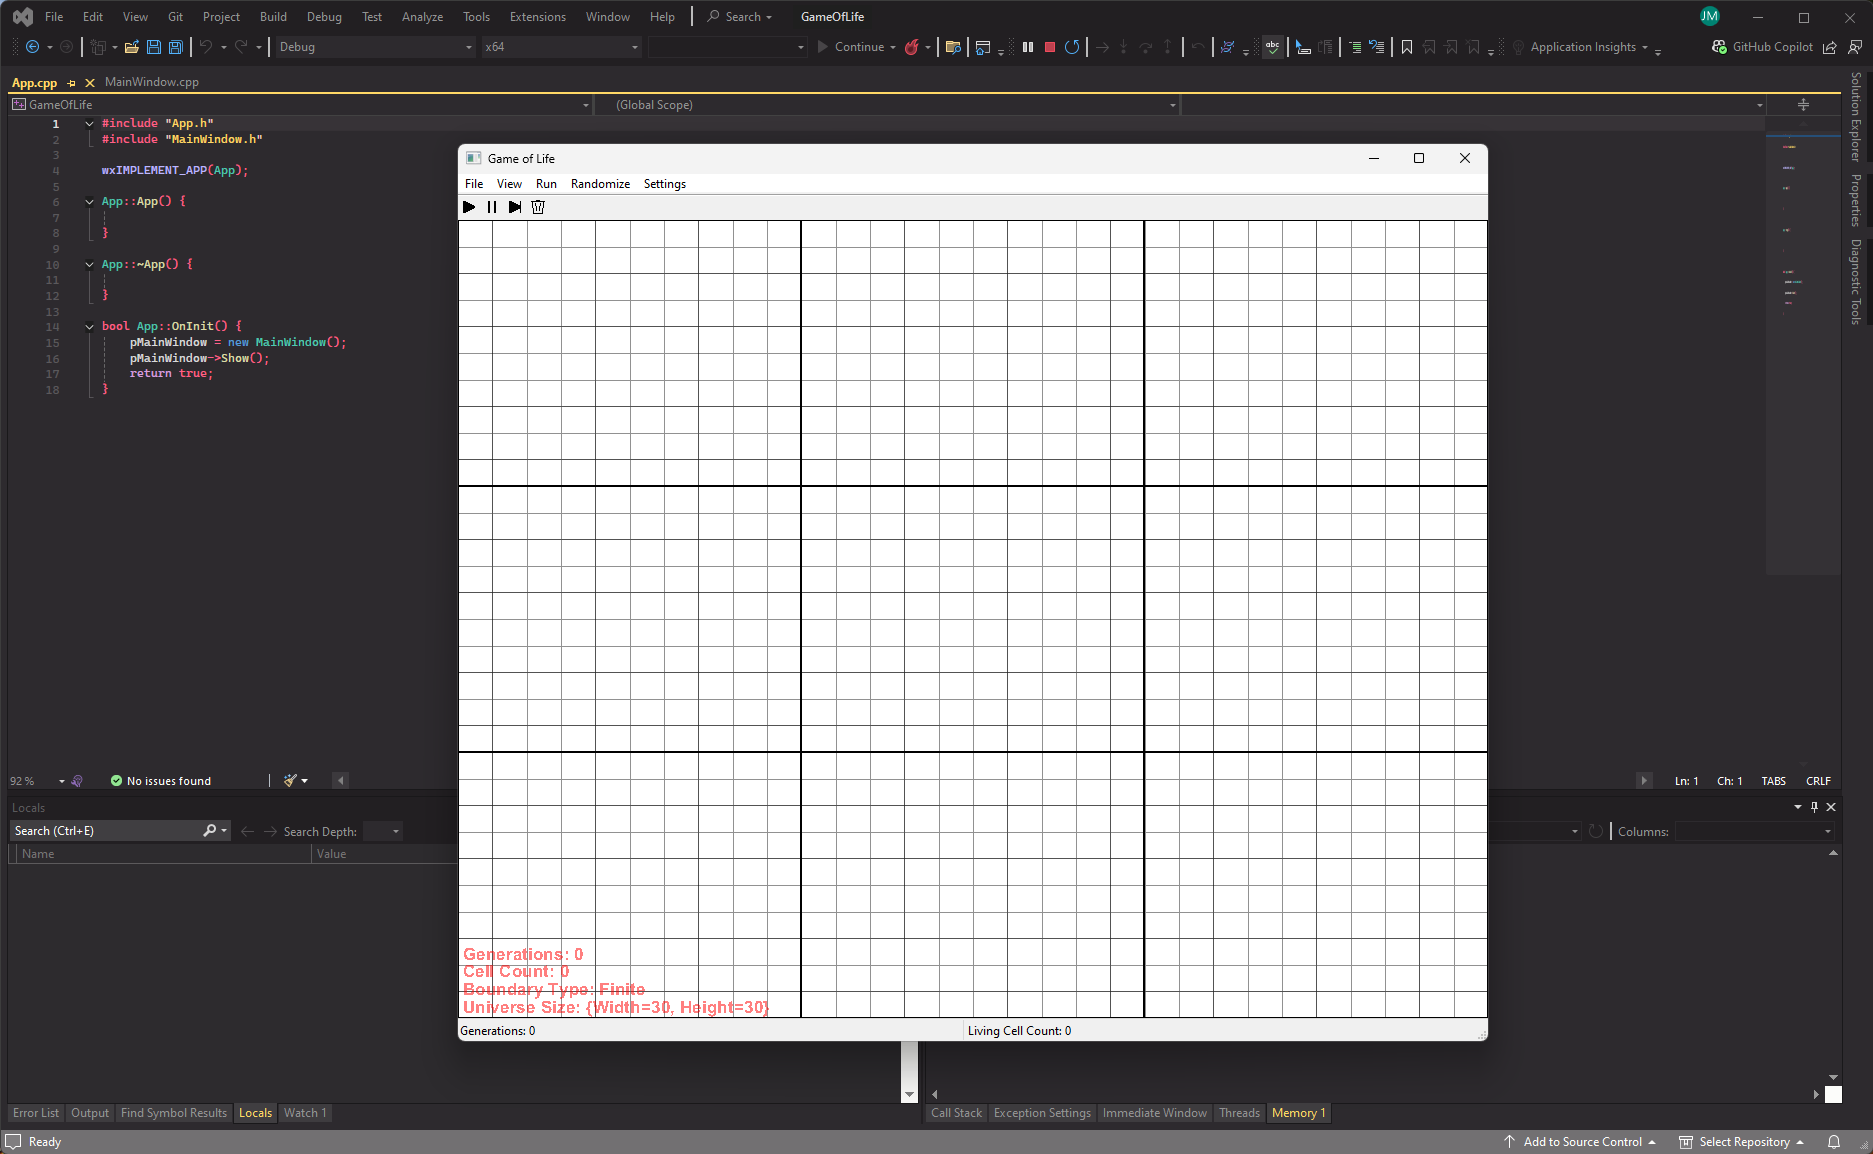 File Edit View Git Project Build Debug Test Analyze Tools Extensions Window Help Search GameOfLife JM
Debug x64 Continue abc Application Insights GitHub Copilot
App.cpp MainWindow.cpp
GameOfLife (Global Scope)
1 #include "App.h"
2 #include "MainWindow.h"
3
4 wxIMPLEMENT_APP(App);
5
6 App::App() {
7
8 }
9
10 App::~App() {
11
12 }
13
14 bool App::OnInit() {
15 pMainWindow = new MainWindow();
16 pMainWindow->Show();
17 return true;
18 }
Solution Explorer
Properties
Diagnostic Tools
Game of Life
File View Run Randomize Settings
Generations: 0
Cell Count: 0
Boundary Type: Finite
Universe Size: {Width=30, Height=30}
Generations: 0 Living Cell Count: 0
92 % No issues found Ln: 1 Ch: 1 TABS CRLF
Locals
Search (Ctrl+E) Search Depth: Columns:
Name Value
Error List Output Find Symbol Results Locals Watch 1 Call Stack Exception Settings Immediate Window Threads Memory 1
Ready Add to Source Control Select Repository